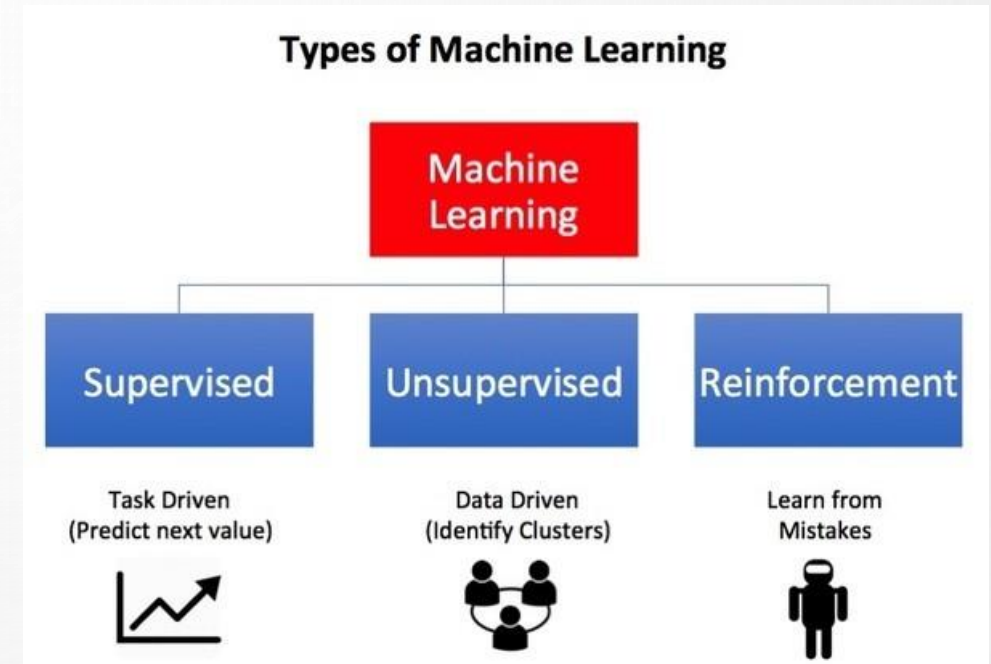 Types of Machine Learning
Machine
Learning
Supervised
Unsupervised
Reinforcement
Task Driven
(Predict next value)
Data Driven
(Identify Clusters)
Learn from
Mistakes